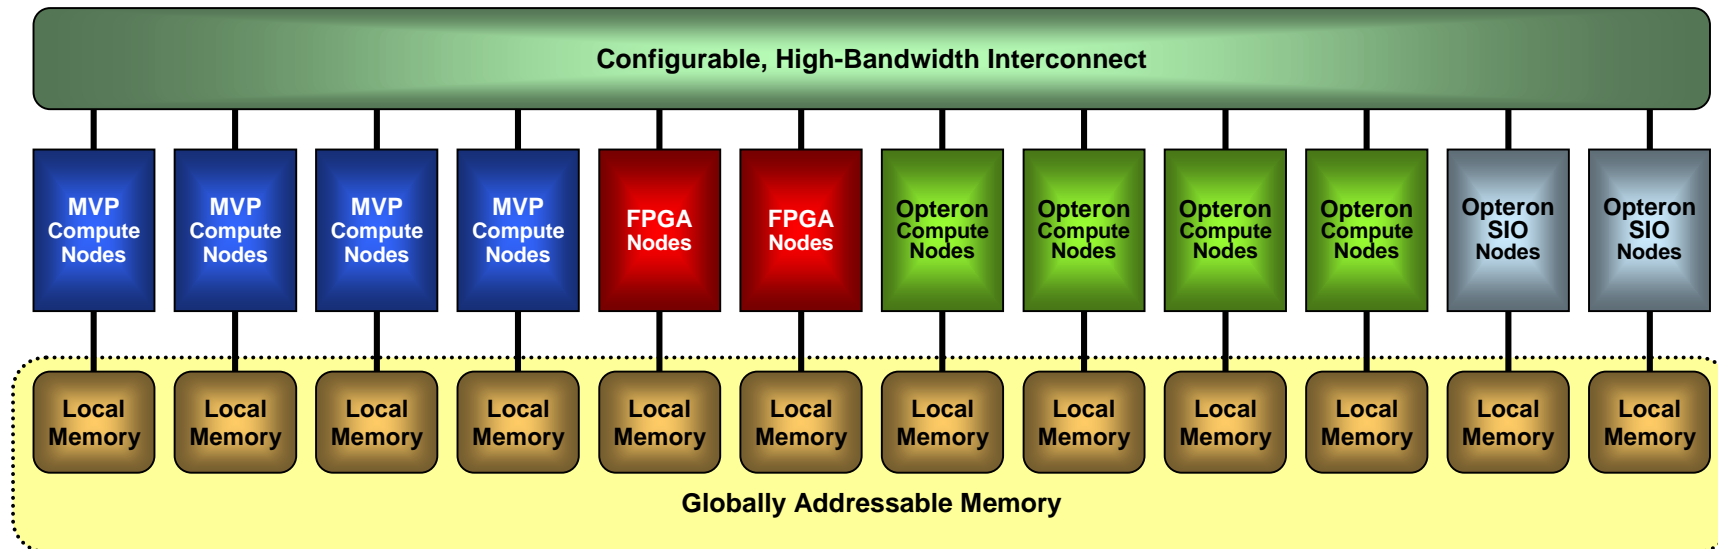 Configurable, High-Bandwidth Interconnect
MVP
Compute
Nodes
MVP
Compute
Nodes
MVP
Compute
Nodes
MVP
Compute
Nodes
FPGA
Nodes
FPGA
Nodes
Opteron
Compute
Nodes
Opteron
Compute
Nodes
Opteron
Compute
Nodes
Opteron
Compute
Nodes
Opteron
SIO
Nodes
Opteron
SIO
Nodes
Local
Memory
Local
Memory
Local
Memory
Local
Memory
Local
Memory
Local
Memory
Local
Memory
Local
Memory
Local
Memory
Local
Memory
Local
Memory
Local
Memory
Globally Addressable Memory